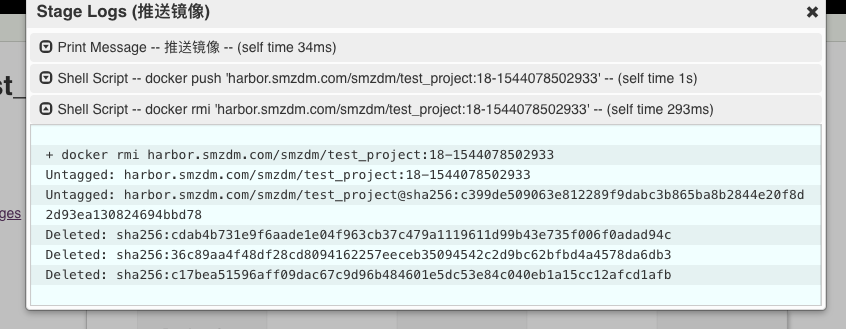 Stage Logs (推送镜像)
Print Message -- 推送镜像 -- (self time 34ms)
st_
Shell Script -- docker push 'harbor.smzdm.com/smzdm/test_project:18-1544078502933' -- (self time 1s)
Shell Script -- docker rmi 'harbor.smzdm.com/smzdm/test_project:18-1544078502933' -- (self time 293ms)
+ docker rmi harbor.smzdm.com/smzdm/test_project:18-1544078502933
Untagged: harbor.smzdm.com/smzdm/test_project:18-1544078502933
Untagged: harbor.smzdm.com/smzdm/test_project@sha256:c399de509063e812289f9dabc3b865ba8b2844e20f8d
2d93ea130824694bbd78
ges
Deleted: sha256:cdab4b731e9f6aade1e04f963cb37c479a1119611d99b43e735f006f0adad94c
Deleted: sha256:36c89aa4f48df28cd8094162257eeceb35094542c2d9bc62bfbd4a4578da6db3
Deleted: sha256:c17bea51596aff09dac67c9d96b484601e5dc53e84c040eb1a15cc12afcd1afb